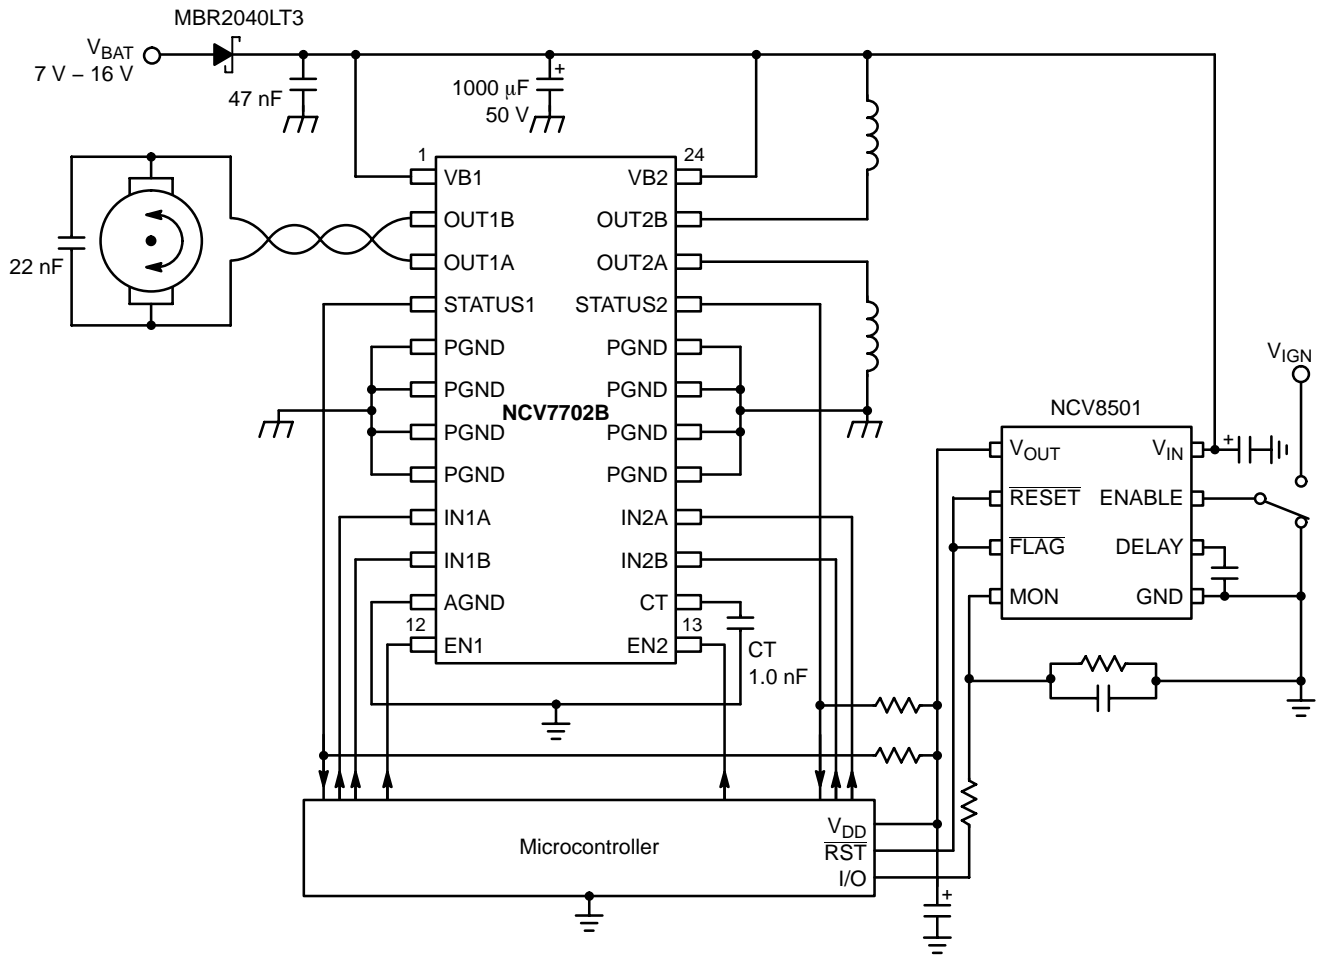 MBR2040LT3
VBAT
7 V – 16 V
47 nF
1000 μF
50 V
+
1
24
VB1
VB2
OUT1B
OUT2B
22 nF
OUT1A
OUT2A
STATUS1
STATUS2
PGND
PGND
VIGN
PGND
PGND
NCV7702B
NCV8501
PGND
PGND
VOUT
VIN
+
PGND
PGND
RESET
ENABLE
IN1A
IN2A
FLAG
DELAY
IN1B
IN2B
MON
GND
AGND
CT
12
13
EN1
EN2
CT
1.0 nF
VDD
Microcontroller
RST
I/O
+